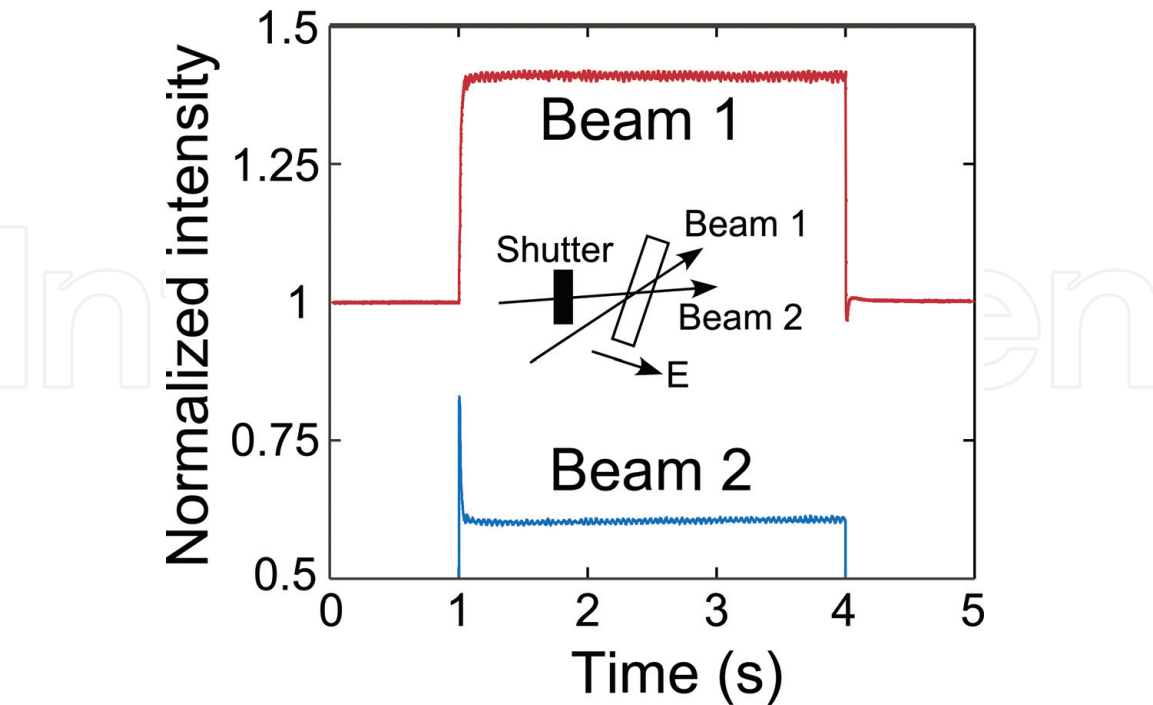 Normalized intensity
1.5
1.25
1
0.75
0.5
Beam 1
Shutter
Beam 1
Beam 2
E
Beam 2
0 1 2 3 4 5
Time (s)